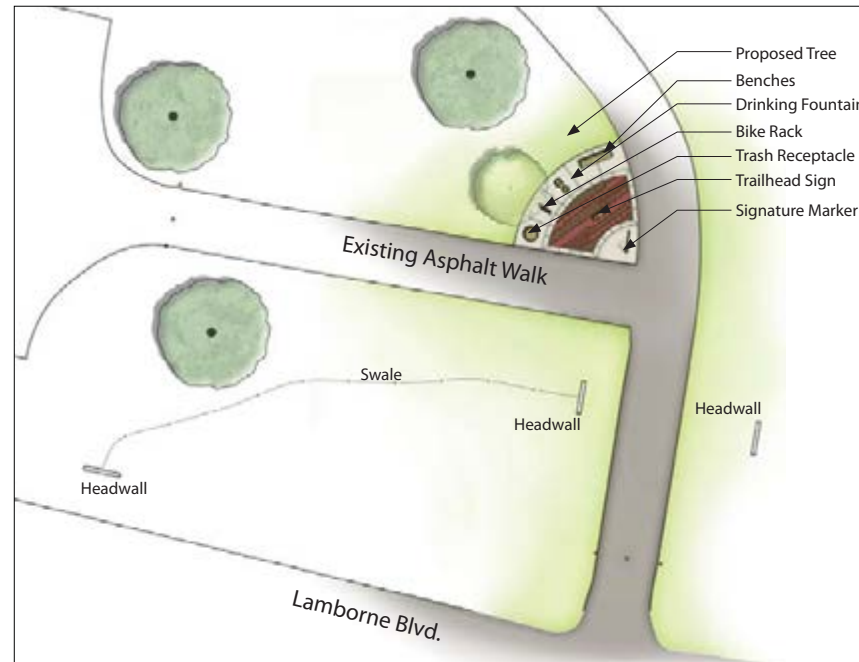 Proposed Tree
Benches
Drinking Fountain
Bike Rack
Trash Receptacle
Trailhead Sign
Signature Marker
Existing Asphalt Walk
Swale
Headwall
Headwall
Headwall
Lamborne Blvd.